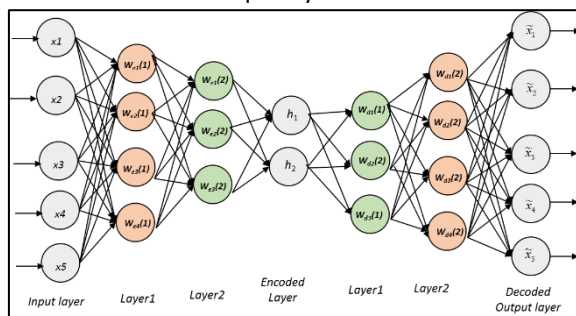 x1
x2
x3
x4
x5
We1(1)
We2(1)
We3(1)
We4(1)
We1(2)
We2(2)
We3(2)
h1
h2
Wd1(1)
Wd2(1)
Wd3(1)
Wd1(2)
Wd2(2)
Wd3(2)
Wd4(2)
x̃1
x̃2
x̃3
x̃4
x̃5
Input layer
Layer1
Layer2
Encoded
Layer
Layer1
Layer2
Decoded
Output layer